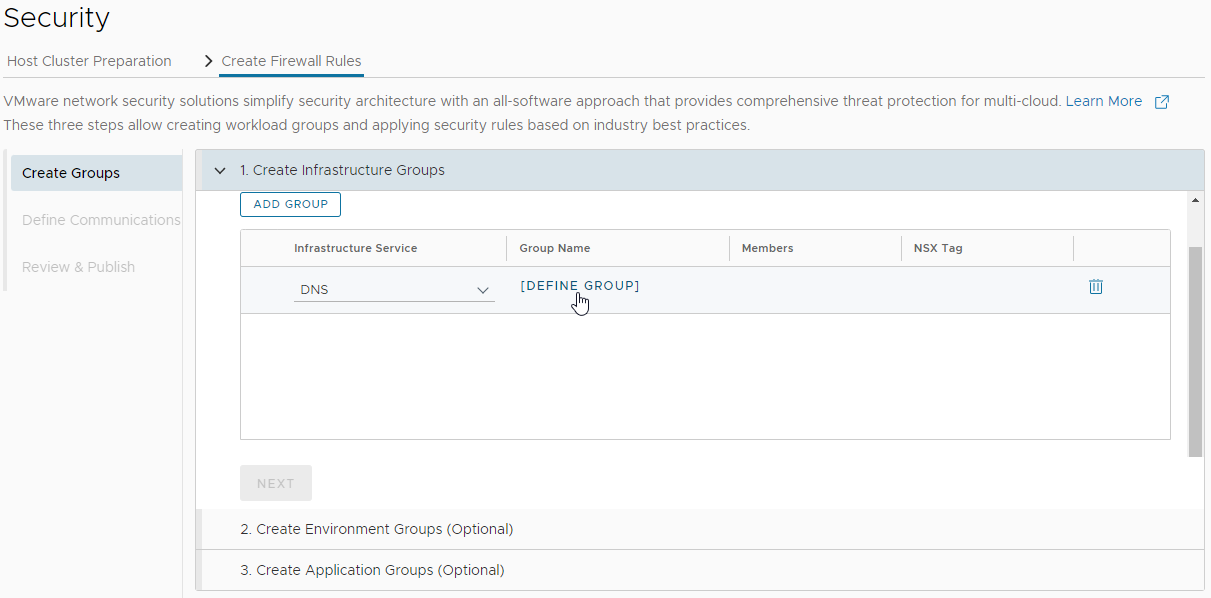 Security
Host Cluster Preparation
Create Firewall Rules
VMware network security solutions simplify security architecture with an all-software approach that provides comprehensive threat protection for multi-cloud. Learn More
These three steps allow creating workload groups and applying security rules based on industry best practices.
Create Groups
Define Communications
Review & Publish
1. Create Infrastructure Groups
ADD GROUP
Infrastructure Service Group Name Members NSX Tag
DNS [DEFINE GROUP]
NEXT
2. Create Environment Groups (Optional)
3. Create Application Groups (Optional)